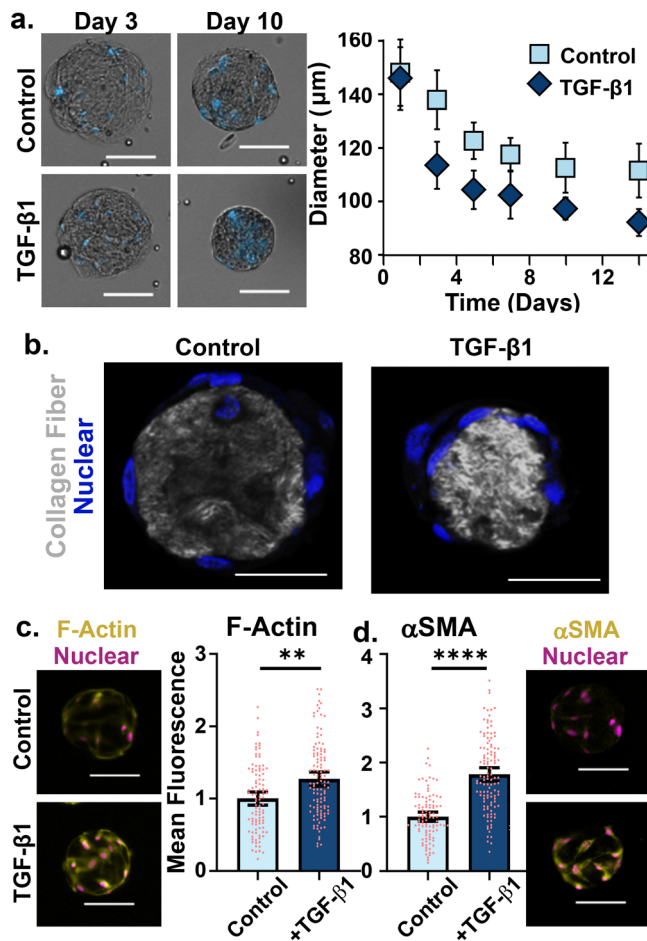 a.
Day 3
Day 10
Control
TGF-β1
Diameter (μm)
160
140
120
100
80
0
4
8
12
Time (Days)
Control
TGF-β1
b.
Control
TGF-β1
Collagen Fiber
Nuclear
c.
F-Actin
Nuclear
Control
TGF-β1
F-Actin
Mean Fluorescence
3
2
1
0
**
Control
+TGF-β1
d.
αSMA
4
3
2
1
0
****
Control
+TGF-β1
αSMA
Nuclear